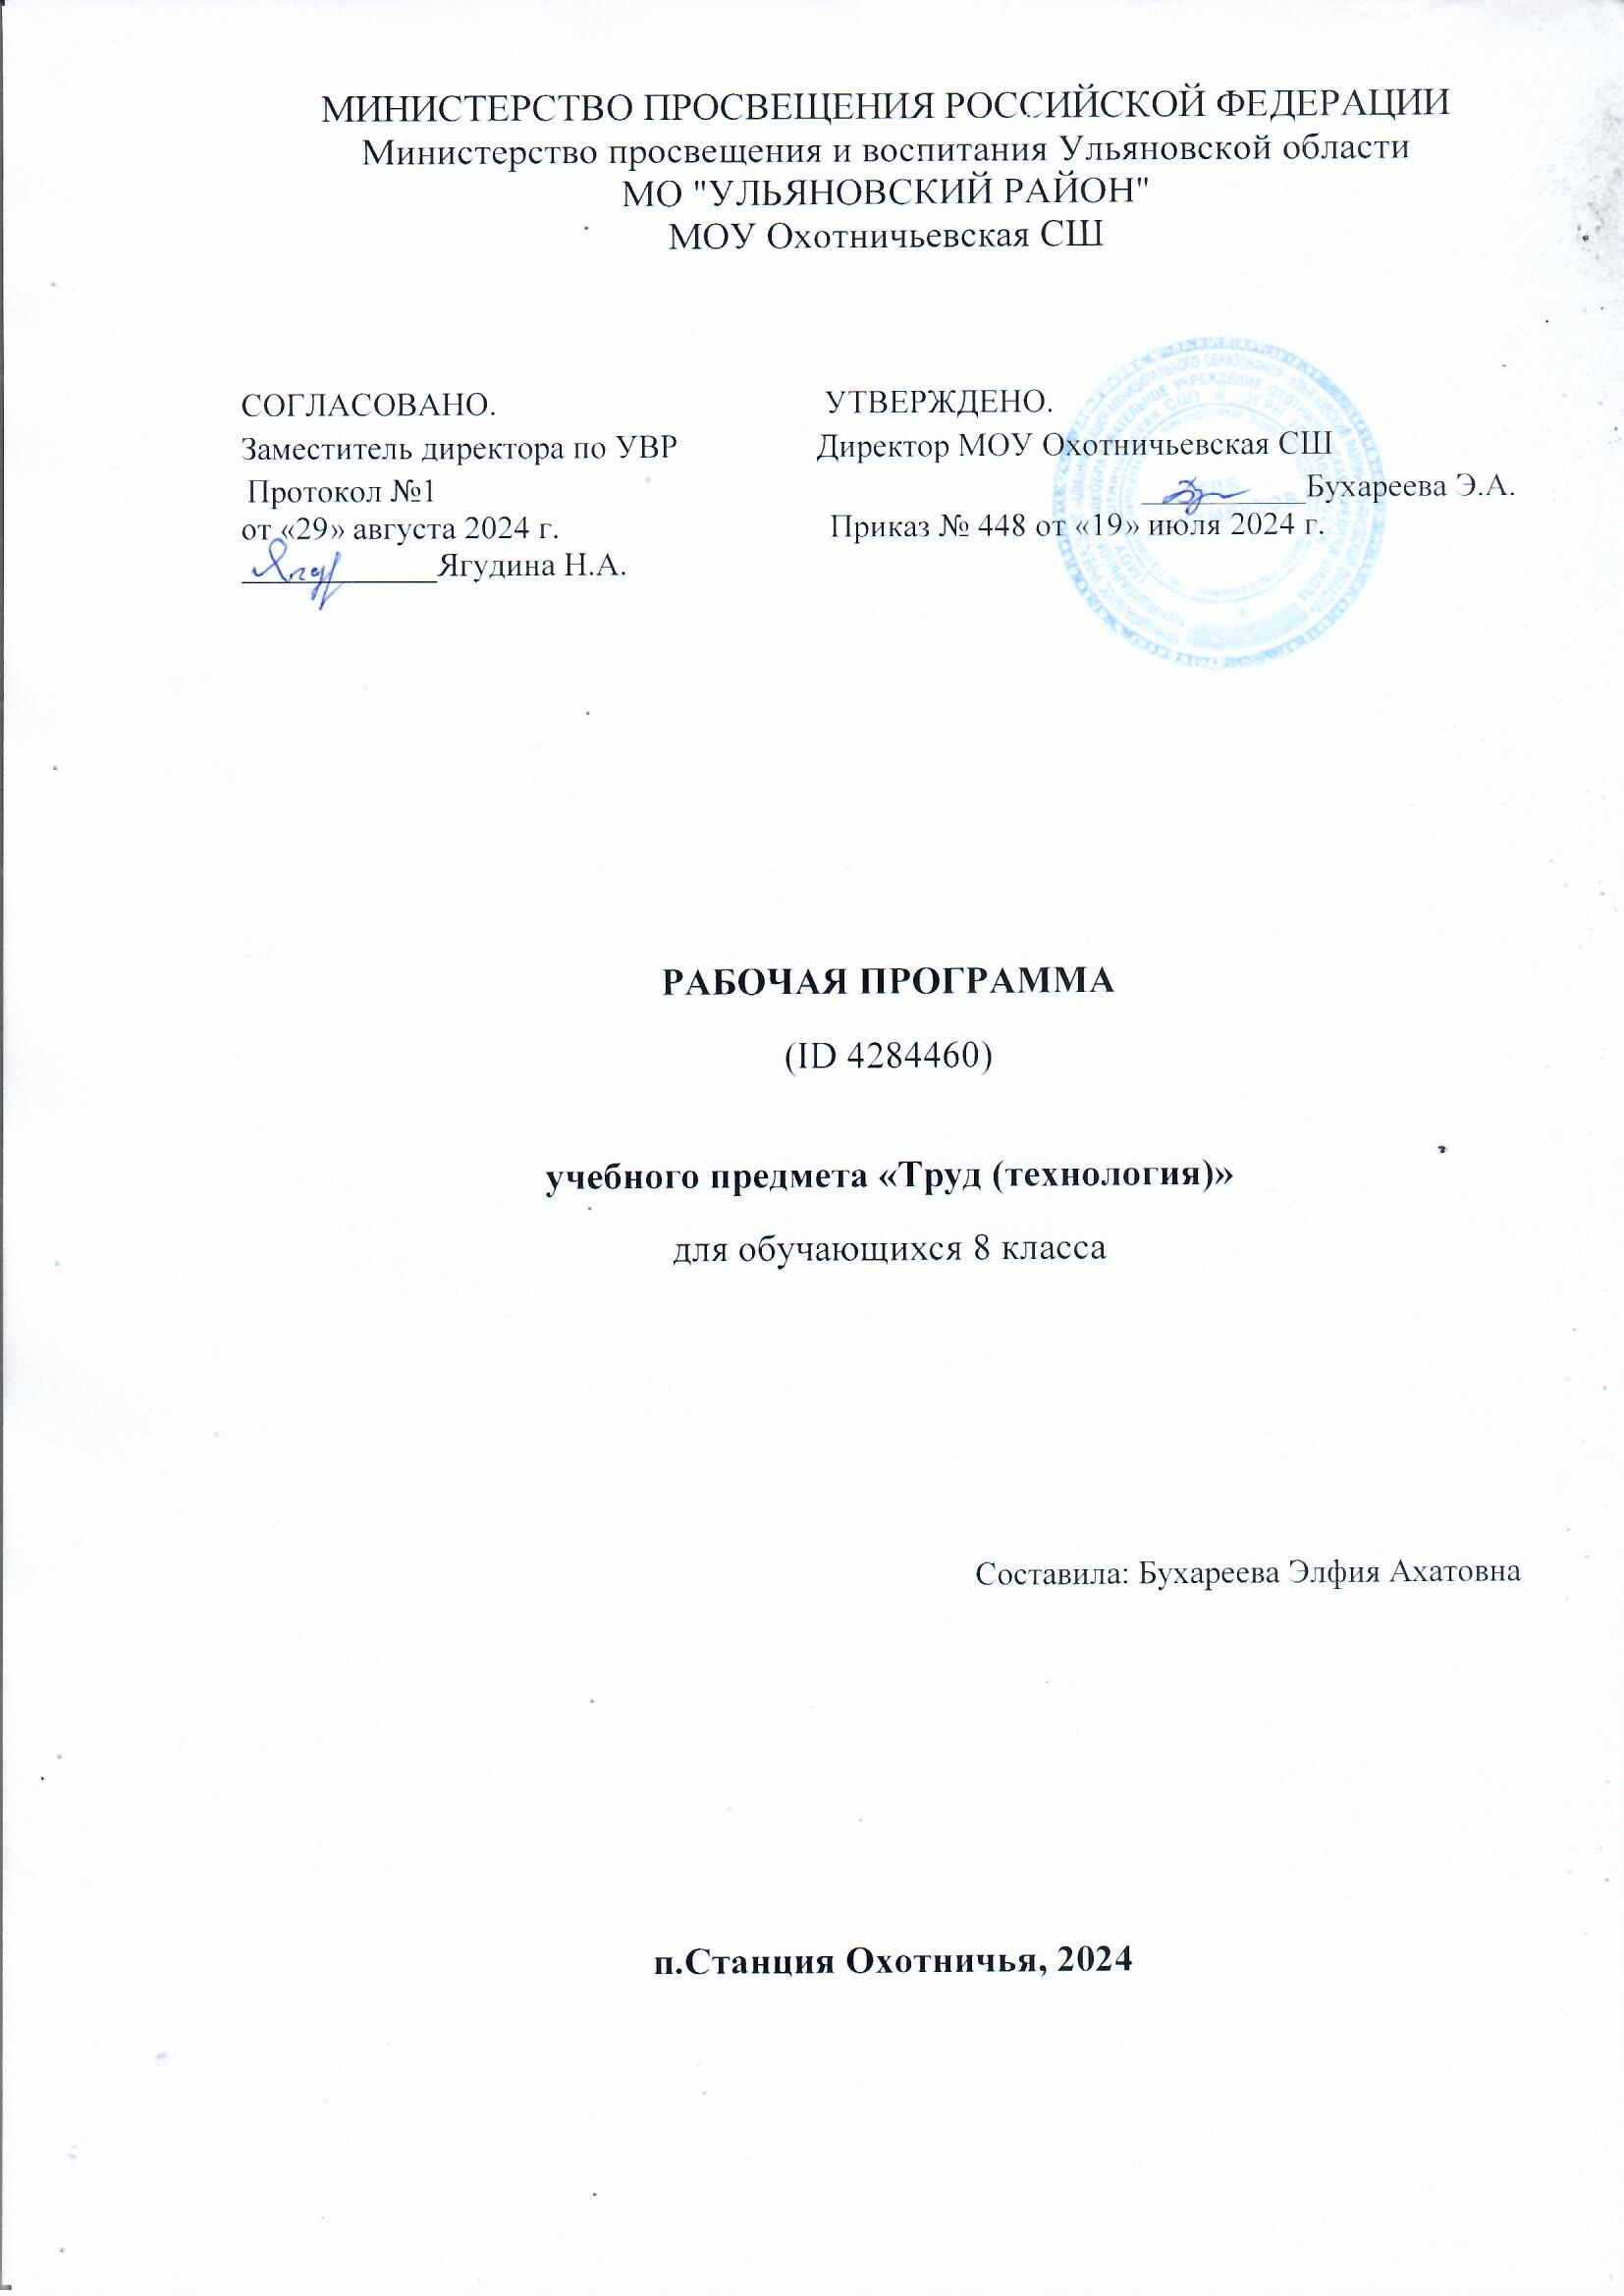 МИНИСТЕРСТВО ПРОСВЕЩЕНИЯ РОССИЙСКОЙ ФЕДЕРАЦИИ
Министерство просвещения и воспитания Ульяновской области
МО "УЛЬЯНОВСКИЙ РАЙОН"
МОУ Охотничьевская СШ
СОГЛАСОВАНО.
Заместитель директора по УВР
Протокол №1
от «29» августа 2024 г.
Ягудина Н.А.
УТВЕРЖДЕНО.
Директор МОУ Охотничьевская СШ
Бухареева Э.А.
Приказ № 448 от «19» июля 2024 г.
РАБОЧАЯ ПРОГРАММА
(ID 4284460)
учебного предмета «Труд (технология)»
для обучающихся 8 класса
Составила: Бухареева Элфия Ахатовна
п.Станция Охотничья, 2024